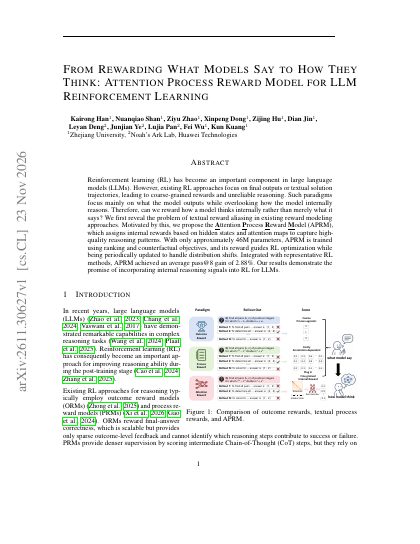 FROM REWARDING WHAT MODELS SAY TO HOW THEY
THINK: ATTENTION PROCESS REWARD MODEL FOR LLM
REINFORCEMENT LEARNING
Kairong Han¹, Nuanqiao Shan¹, Ziyu Zhao¹, Xinpeng Dong¹, Zijing Hu¹, Dian Jin¹,
Leyan Deng², Junjian Ye², Lujia Pan², Fei Wu¹, Kun Kuang¹
¹Zhejiang University, ²Noah's Ark Lab, Huawei Technologies
ABSTRACT
Reinforcement learning (RL) has become an important component in large language
models (LLMs). However, existing RL approaches focus on final outputs or textual solution
trajectories, leading to coarse-grained rewards and unreliable reasoning. Such paradigms
focus mainly on what the model outputs while overlooking how the model internally
reasons. Therefore, can we reward how a model thinks internally rather than merely what it
says? We first reveal the problem of textual reward aliasing in existing reward modeling
approaches. Motivated by this, we propose the Attention Process Reward Model (APRM),
which assigns internal rewards based on hidden states and attention maps to capture high-
quality reasoning patterns. With only approximately 46M parameters, APRM is trained
using ranking and counterfactual objectives, and its reward guides RL optimization while
being periodically updated to handle distribution shifts. Integrated with representative RL
methods, APRM achieved an average pass@8 gain of 2.88%. Our results demonstrate the
promise of incorporating internal reasoning signals into RL for LLMs.
1 INTRODUCTION
In recent years, large language models
(LLMs) (Zhao et al. 2023; Chang et al.
2024; Vaswani et al. 2017) have demon-
strated remarkable capabilities in complex
reasoning tasks (Wang et al. 2024; Plaat
et al. 2025). Reinforcement learning (RL)
has consequently become an important ap-
proach for improving reasoning ability dur-
ing the post-training stage (Cao et al. 2024;
Zhang et al. 2025).
Existing RL approaches for reasoning typ-
ically employ outcome reward models
(ORMs) (Zhong et al. 2025) and process re-
ward models (PRMs) (Xi et al. 2026; Gao
et al. 2024). ORMs reward final-answer
correctness, which is scalable but provides
Paradigm
Outcome
Reward
Process
Reward
what model say
how model think
Figure 1: Comparison of outcome rewards, textual process
rewards, and APRM.
only sparse outcome-level feedback and cannot identify which reasoning steps contribute to success or failure.
PRMs provide denser supervision by scoring intermediate Chain-of-Thought (CoT) steps, but they rely on
1
arXiv:2611.30627v1 [cs.CL] 23 Nov 2026